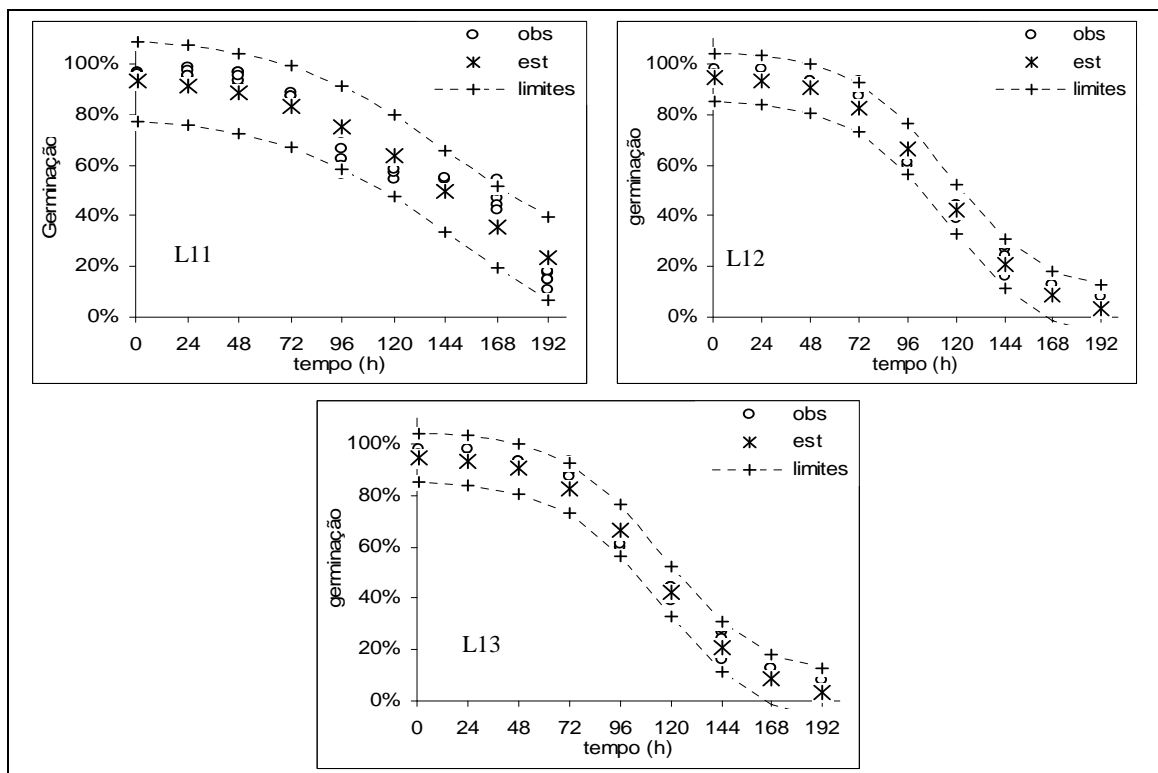 obs
est
limites
100%
80%
60%
40%
20%
0%
Germinação
L11
0 24 48 72 96 120 144 168 192
tempo (h)
obs
est
limites
100%
80%
60%
40%
20%
0%
germinação
L12
0 24 48 72 96 120 144 168 192
tempo (h)
obs
est
limites
100%
80%
60%
40%
20%
0%
germinação
L13
0 24 48 72 96 120 144 168 192
tempo (h)